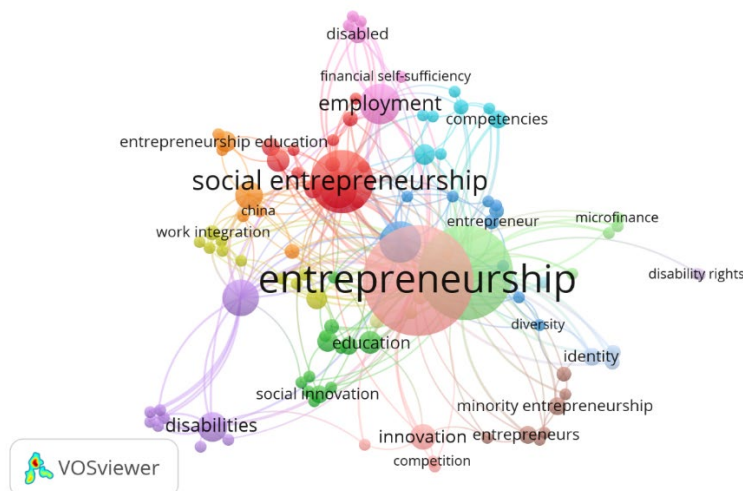 disabled
financial self-sufficiency
employment
competencies
entrepreneurship education
social entrepreneurship
china
entrepreneur
microfinance
work integration
entrepreneurship
disability rights
diversity
education
identity
social innovation
minority entrepreneurship
disabilities
innovation
entrepreneurs
competition
VOSviewer